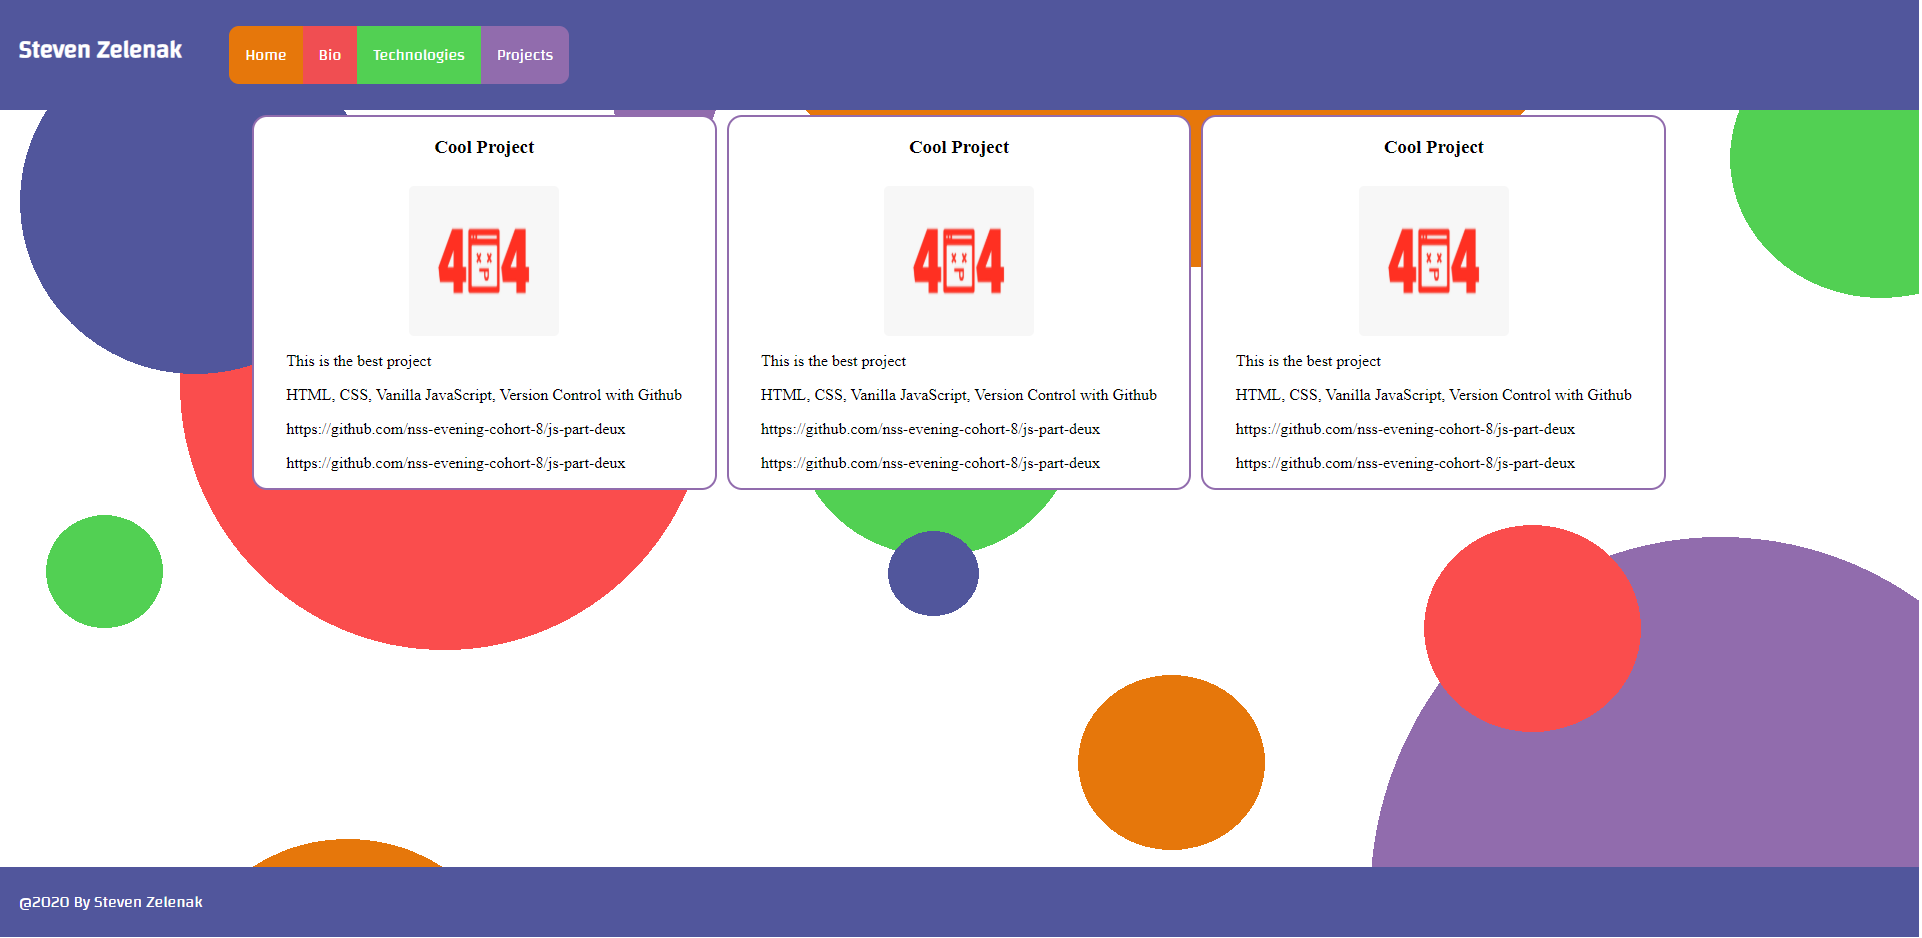 Steven Zelenak
Home Bio Technologies Projects
Cool Project
404
This is the best project
HTML, CSS, Vanilla JavaScript, Version Control with Github
https://github.com/nss-evening-cohort-8/js-part-deux
https://github.com/nss-evening-cohort-8/js-part-deux
Cool Project
404
This is the best project
HTML, CSS, Vanilla JavaScript, Version Control with Github
https://github.com/nss-evening-cohort-8/js-part-deux
https://github.com/nss-evening-cohort-8/js-part-deux
Cool Project
404
This is the best project
HTML, CSS, Vanilla JavaScript, Version Control with Github
https://github.com/nss-evening-cohort-8/js-part-deux
https://github.com/nss-evening-cohort-8/js-part-deux
@2020 By Steven Zelenak